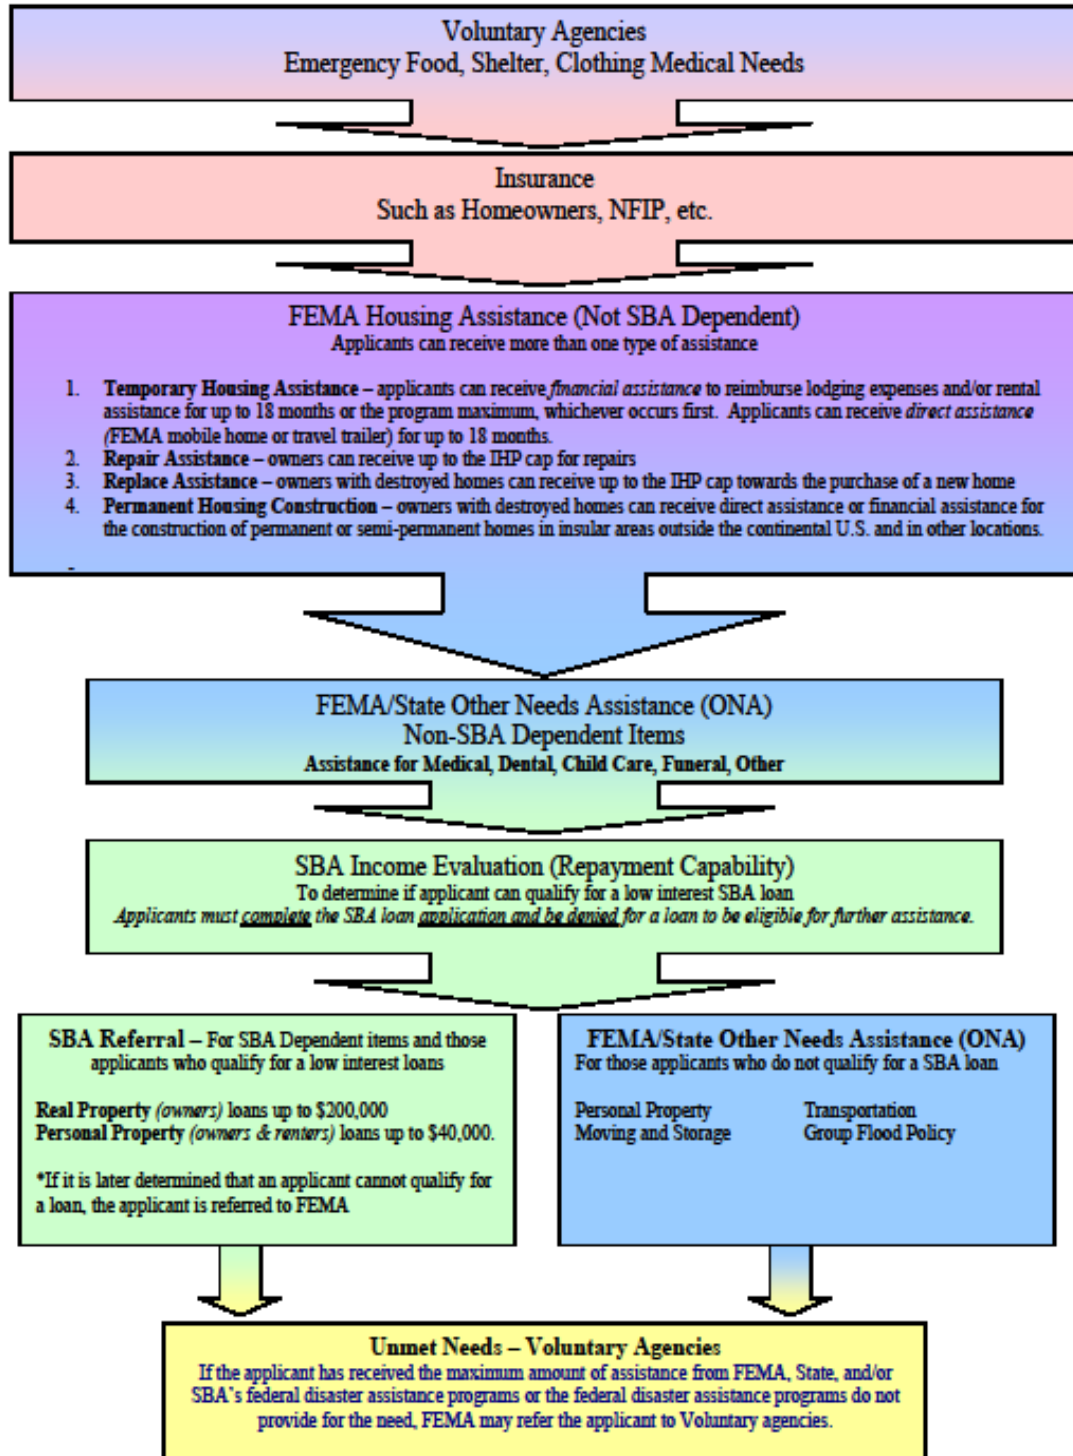 Voluntary Agencies
Emergency Food, Shelter, Clothing Medical Needs
Insurance
Such as Homeowners, NFIP, etc.
FEMA Housing Assistance (Not SBA Dependent)
Applicants can receive more than one type of assistance
1. Temporary Housing Assistance – applicants can receive financial assistance to reimburse lodging expenses and/or rental
assistance for up to 18 months or the program maximum, whichever occurs first. Applicants can receive direct assistance
(FEMA mobile home or travel trailer) for up to 18 months.
2. Repair Assistance – owners can receive up to the IHP cap for repairs
3. Replace Assistance – owners with destroyed homes can receive up to the IHP cap towards the purchase of a new home
4. Permanent Housing Construction – owners with destroyed homes can receive direct assistance or financial assistance for
the construction of permanent or semi-permanent homes in insular areas outside the continental U.S. and in other locations.
-
FEMA/State Other Needs Assistance (ONA)
Non-SBA Dependent Items
Assistance for Medical, Dental, Child Care, Funeral, Other
SBA Income Evaluation (Repayment Capability)
To determine if applicant can qualify for a low interest SBA loan
Applicants must complete the SBA loan application and be denied for a loan to be eligible for further assistance.
SBA Referral – For SBA Dependent items and those
applicants who qualify for a low interest loans
Real Property (owners) loans up to $200,000
Personal Property (owners & renters) loans up to $40,000.
*If it is later determined that an applicant cannot qualify for
a loan, the applicant is referred to FEMA
FEMA/State Other Needs Assistance (ONA)
For those applicants who do not qualify for a SBA loan
Personal Property Transportation
Moving and Storage Group Flood Policy
Unmet Needs – Voluntary Agencies
If the applicant has received the maximum amount of assistance from FEMA, State, and/or
SBA`s federal disaster assistance programs or the federal disaster assistance programs do not
provide for the need, FEMA may refer the applicant to Voluntary agencies.